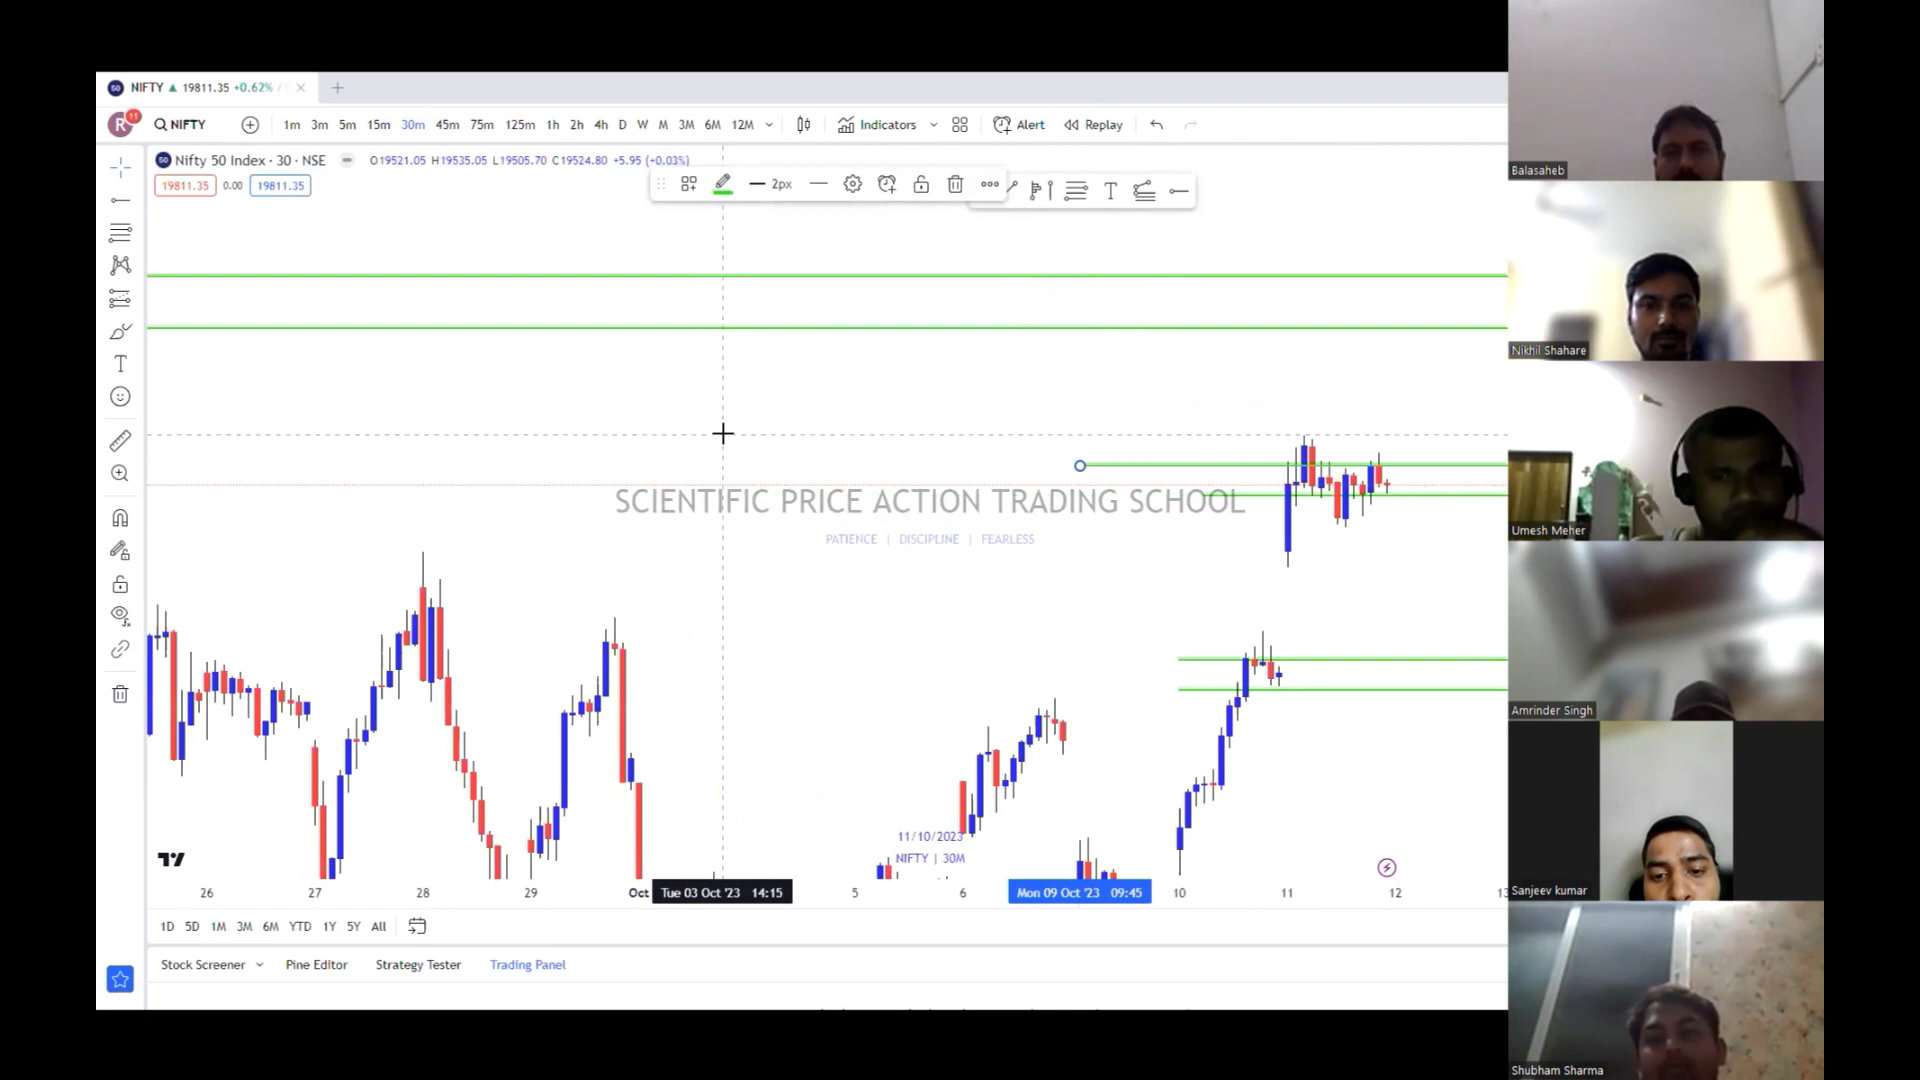 NIFTY ▲ 19811.35 +0.62% /
R 11 NIFTY 1m 3m 5m 15m 30m 45m 75m 125m 1h 2h 4h D W M 3M 6M 12M Indicators Alert Replay
50 Nifty 50 Index · 30 · NSE O19521.05 H19535.05 L19505.70 C19524.80 +5.95 (+0.03%)
19811.35 0.00 19811.35
2px
SCIENTIFIC PRICE ACTION TRADING SCHOOL
PATIENCE | DISCIPLINE | FEARLESS
11/10/2023
NIFTY | 30M
26 27 28 29 Oct Tue 03 Oct '23 14:15 5 6 Mon 09 Oct '23 09:45 10 11 12 13
1D 5D 1M 3M 6M YTD 1Y 5Y All
Stock Screener Pine Editor Strategy Tester Trading Panel
Balasaheb
Nikhil Shahare
Umesh Meher
Amrinder Singh
Sanjeev kumar
Shubham Sharma